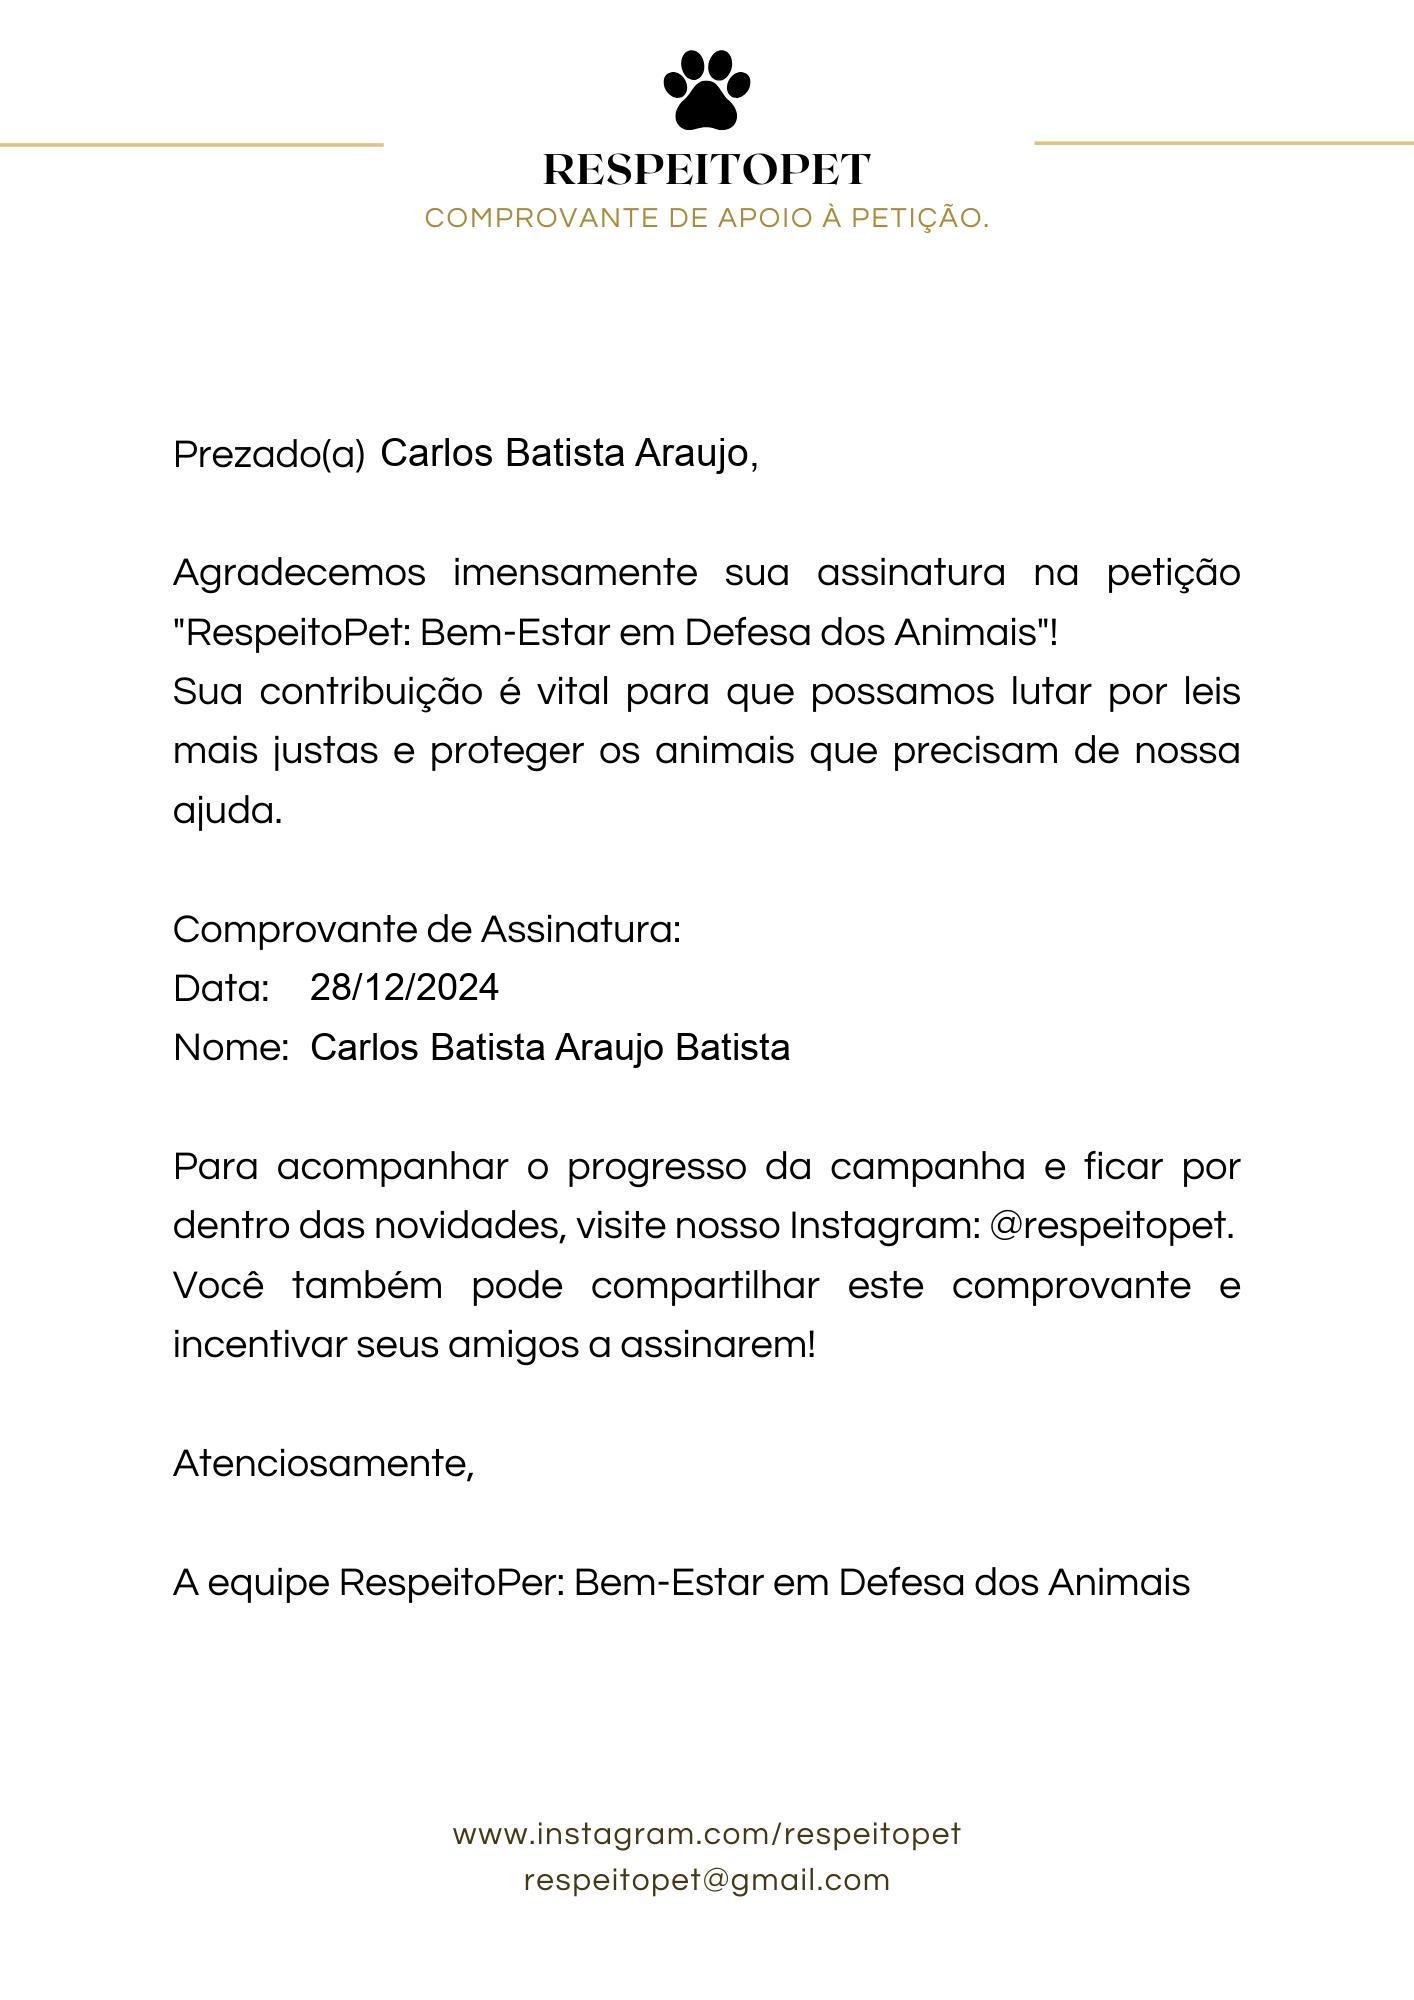 RESPEITOPET
COMPROVANTE DE APOIO À PETIÇÃO.
Prezado(a) Carlos Batista Araujo,
Agradecemos imensamente sua assinatura na petição
"RespeitoPet: Bem-Estar em Defesa dos Animais"!
Sua contribuição é vital para que possamos lutar por leis
mais justas e proteger os animais que precisam de nossa
ajuda.
Comprovante de Assinatura:
Data: 28/12/2024
Nome: Carlos Batista Araujo Batista
Para acompanhar o progresso da campanha e ficar por
dentro das novidades, visite nosso Instagram: @respeitopet.
Você também pode compartilhar este comprovante e
incentivar seus amigos a assinarem!
Atenciosamente,
A equipe RespeitoPer: Bem-Estar em Defesa dos Animais
www.instagram.com/respeitopet
respeitopet@gmail.com